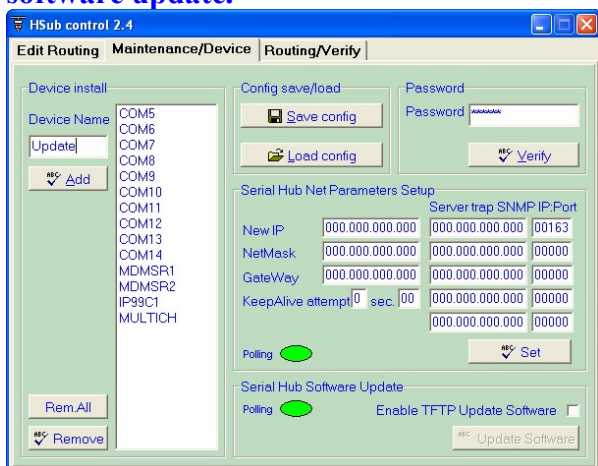 software update.
HSub control 2.4
Edit Routing Maintenance/Device Routing/Verify
Device install
Device Name
Update
Add
COM5
COM6
COM7
COM8
COM9
COM10
COM11
COM12
COM13
COM14
MDMSR1
MDMSR2
IP99C1
MULTICH
Rem.All
Remove
Config save/load
Save config
Load config
Password
Password ******
Verify
Serial Hub Net Parameters Setup
Server trap SNMP IP:Port
New IP 000.000.000.000 000.000.000.000 00163
NetMask 000.000.000.000 000.000.000.000 00000
GateWay 000.000.000.000 000.000.000.000 00000
KeepAlive attempt 0 sec. 00 000.000.000.000 00000
000.000.000.000 00000
Polling
Set
Serial Hub Software Update
Polling Enable TFTP Update Software
Update Software